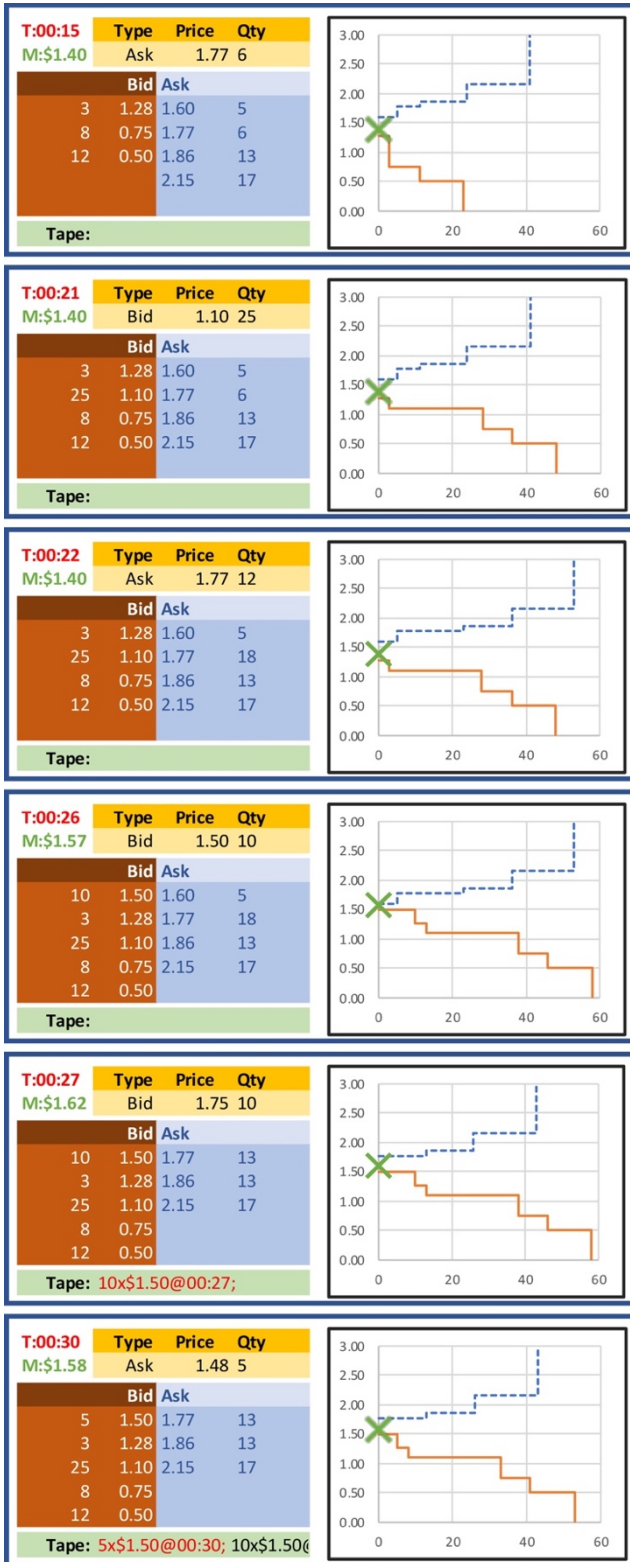 T:00:15 Type Price Qty
M:$1.40 Ask 1.77 6
Bid Ask
3 1.28 1.60 5
8 0.75 1.77 6
12 0.50 1.86 13
2.15 17
Tape:
3.00
2.50
2.00
1.50
1.00
0.50
0.00
0 20 40 60
T:00:21 Type Price Qty
M:$1.40 Bid 1.10 25
Bid Ask
3 1.28 1.60 5
25 1.10 1.77 6
8 0.75 1.86 13
12 0.50 2.15 17
Tape:
3.00
2.50
2.00
1.50
1.00
0.50
0.00
0 20 40 60
T:00:22 Type Price Qty
M:$1.40 Ask 1.77 12
Bid Ask
3 1.28 1.60 5
25 1.10 1.77 18
8 0.75 1.86 13
12 0.50 2.15 17
Tape:
3.00
2.50
2.00
1.50
1.00
0.50
0.00
0 20 40 60
T:00:26 Type Price Qty
M:$1.57 Bid 1.50 10
Bid Ask
10 1.50 1.60 5
3 1.28 1.77 18
25 1.10 1.86 13
8 0.75 2.15 17
12 0.50
Tape:
3.00
2.50
2.00
1.50
1.00
0.50
0.00
0 20 40 60
T:00:27 Type Price Qty
M:$1.62 Bid 1.75 10
Bid Ask
10 1.50 1.77 13
3 1.28 1.86 13
25 1.10 2.15 17
8 0.75
12 0.50
Tape: 10x$1.50@00:27;
3.00
2.50
2.00
1.50
1.00
0.50
0.00
0 20 40 60
T:00:30 Type Price Qty
M:$1.58 Ask 1.48 5
Bid Ask
5 1.50 1.77 13
3 1.28 1.86 13
25 1.10 2.15 17
8 0.75
12 0.50
Tape: 5x$1.50@00:30; 10x$1.50@
3.00
2.50
2.00
1.50
1.00
0.50
0.00
0 20 40 60